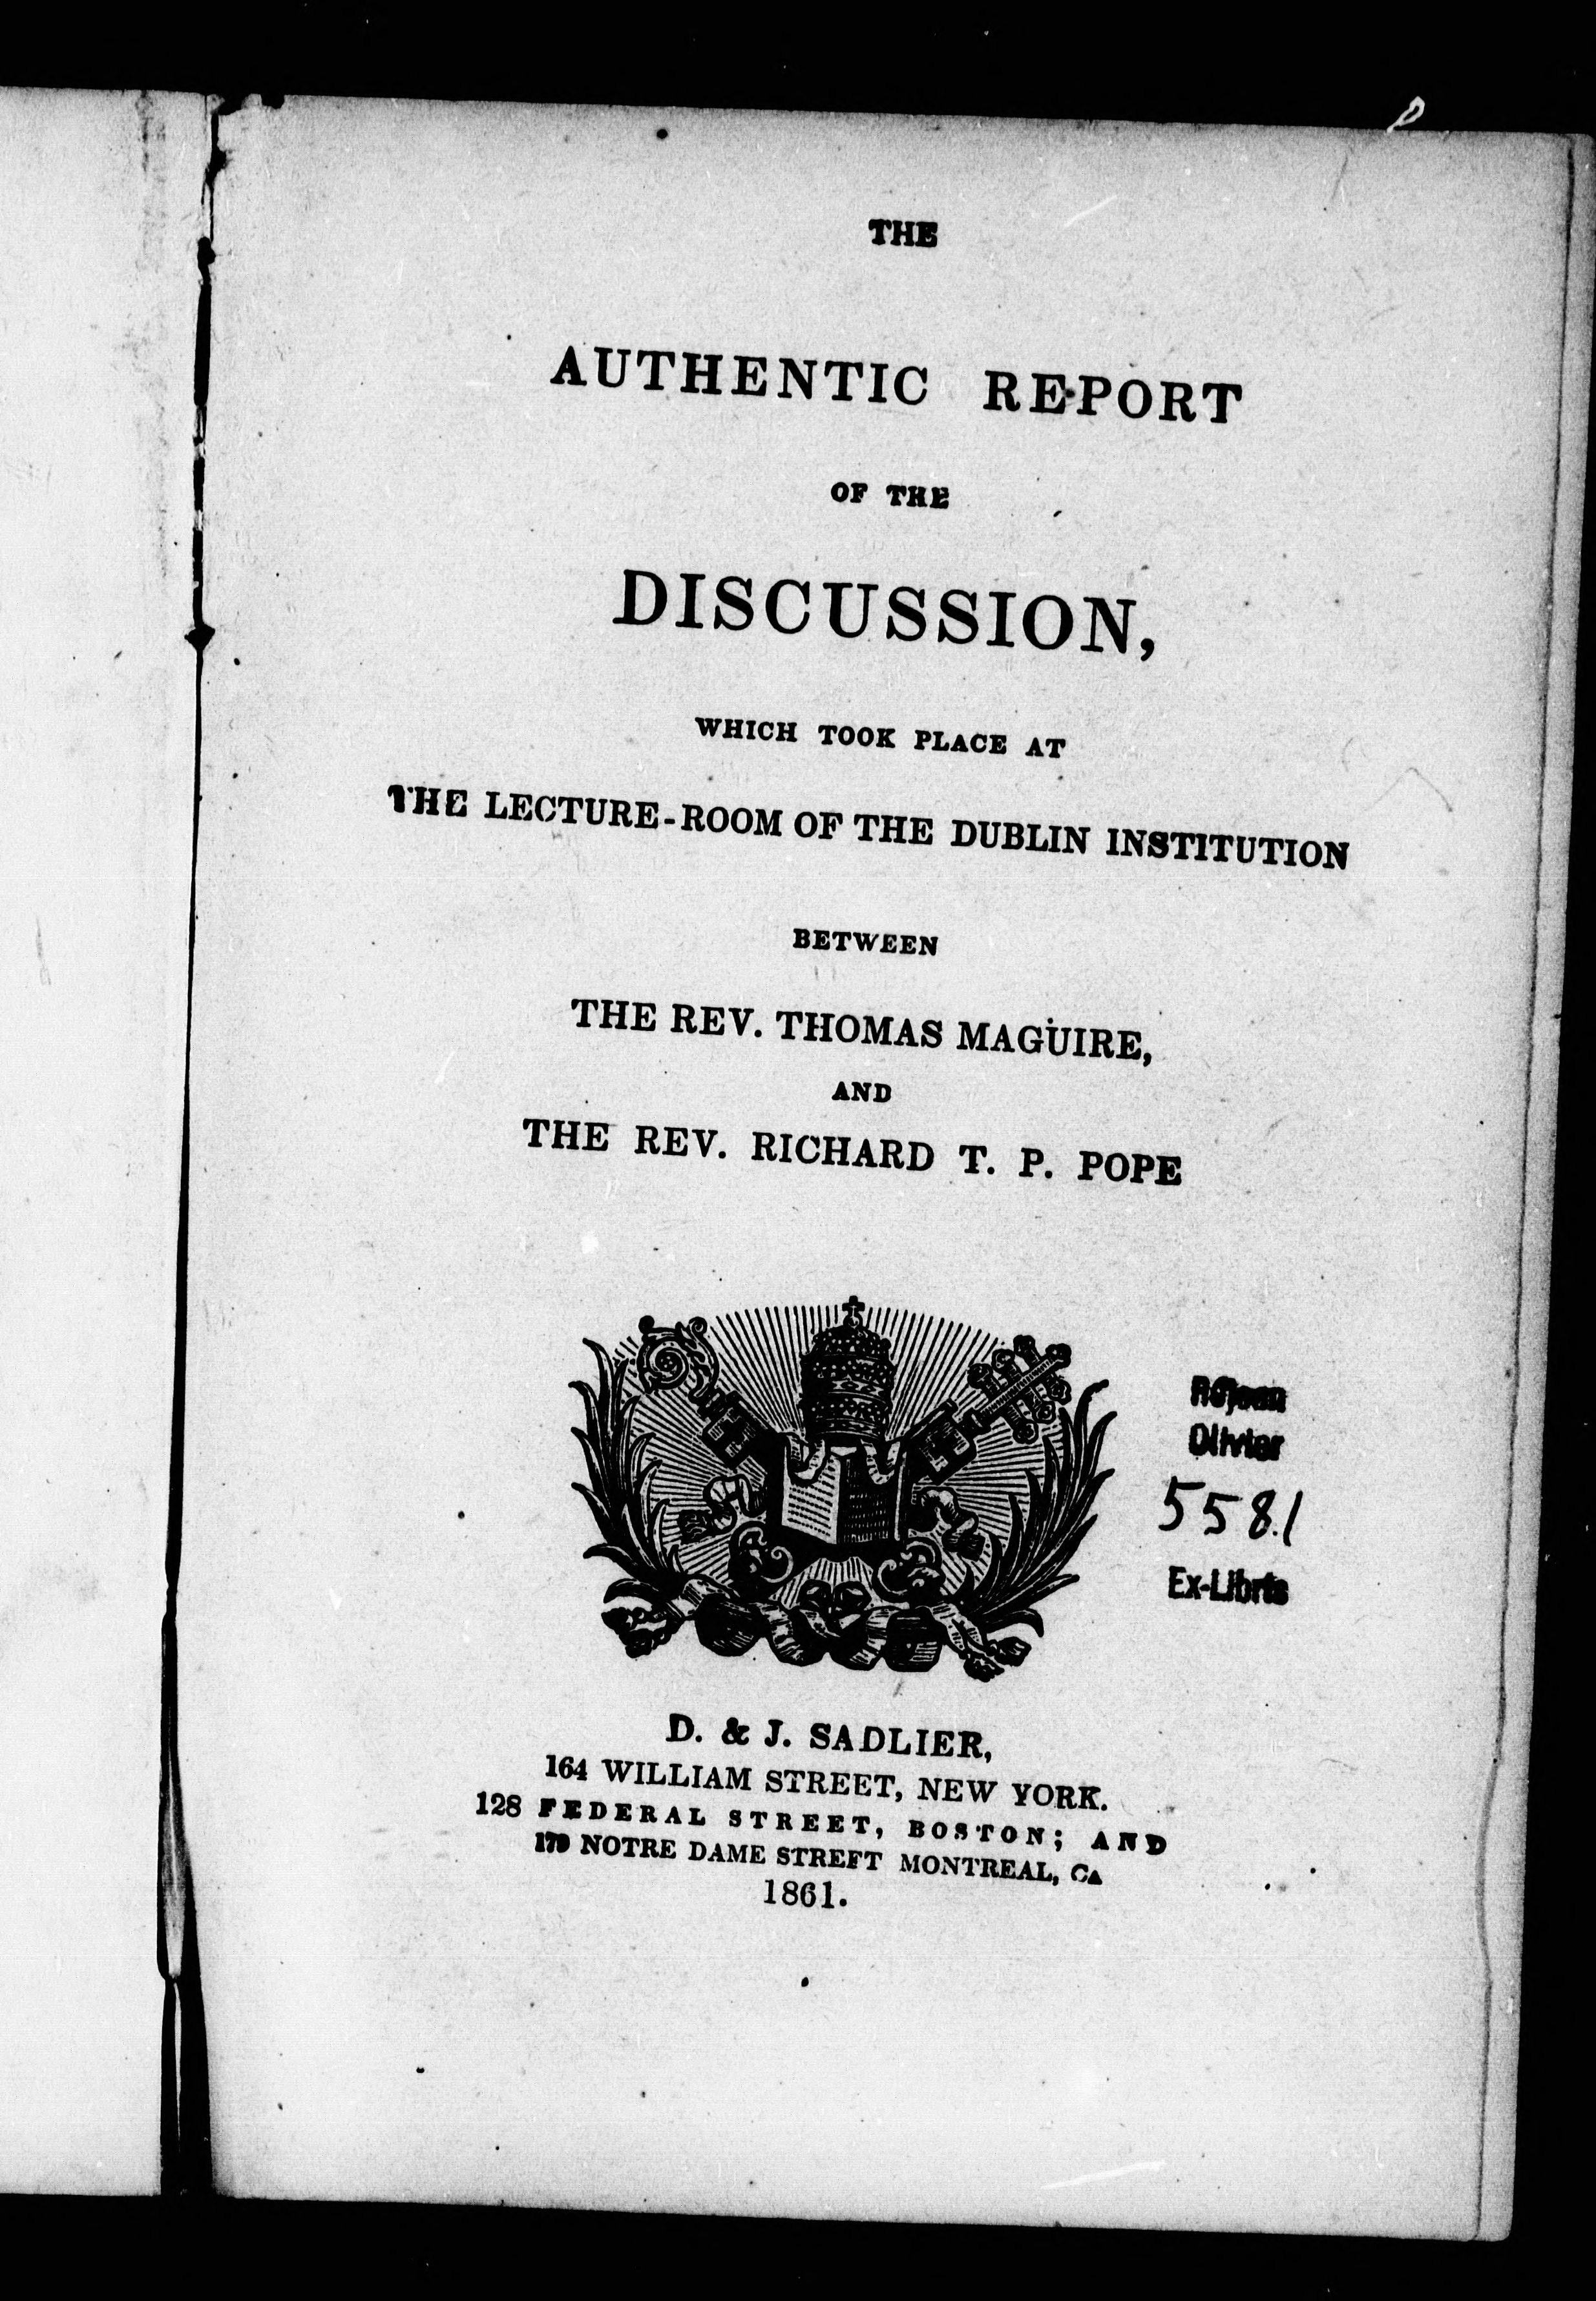 THE
AUTHENTIC REPORT
OF THE
DISCUSSION,
WHICH TOOK PLACE AT
THE LECTURE-ROOM OF THE DUBLIN INSTITUTION
BETWEEN
THE REV. THOMAS MAGUIRE,
AND
THE REV. RICHARD T. P. POPE
Réjean
Olivier
5581
Ex-Libris
D. & J. SADLIER,
164 WILLIAM STREET, NEW YORK.
128 FEDERAL STREET, BOSTON; AND
179 NOTRE DAME STREET MONTREAL, CA
1861.